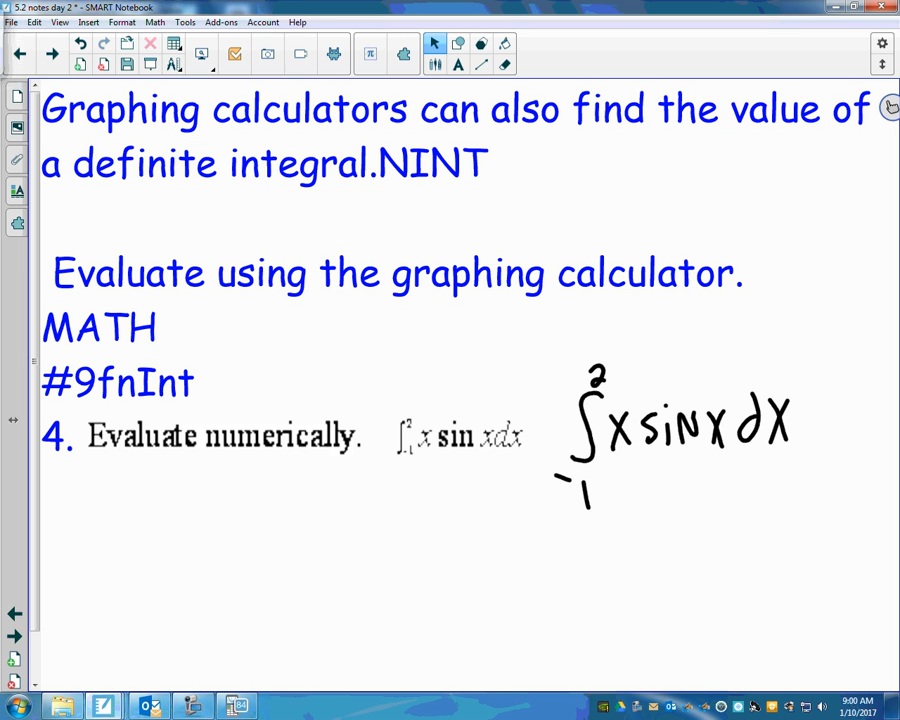 5.2 notes day 2 * - SMART Notebook
File Edit View Insert Format Math Tools Add-ons Account Help
Graphing calculators can also find the value of
a definite integral.NINT
Evaluate using the graphing calculator.
MATH
#9fnInt
4. Evaluate numerically. ∫₋₁² x sin xdx
2
∫ x sin x dx
-1
9:00 AM
1/10/2017